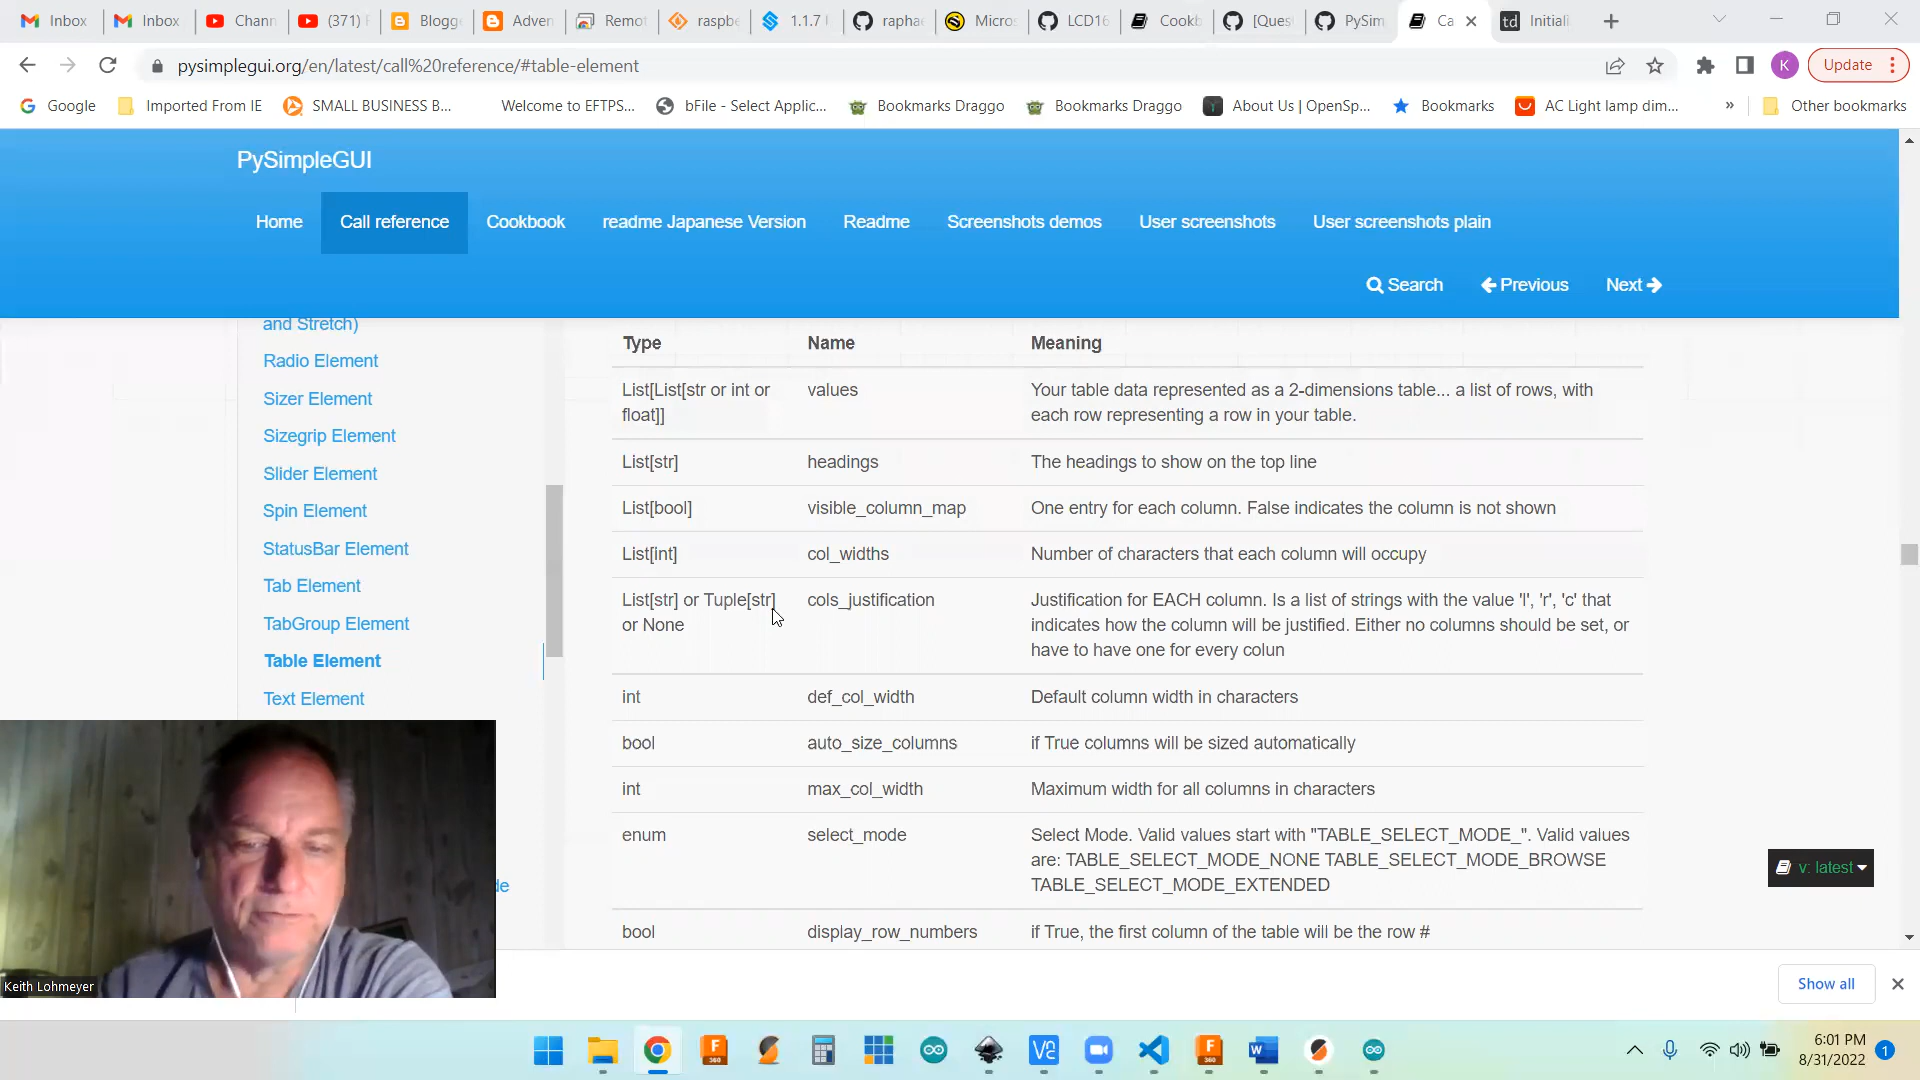 Inbox
Inbox
Chann
(371)
Blogge
Adven
Remot
raspbe
1.1.7
raphae
Micro
LCD16
Cookb
[Ques
PySim
Ca
Initiali
pysimplegui.org/en/latest/call%20reference/#table-element
K
Update
Google
Imported From IE
SMALL BUSINESS B...
Welcome to EFTPS...
bFile - Select Applic...
Bookmarks Draggo
Bookmarks Draggo
About Us | OpenSp...
Bookmarks
AC Light lamp dim...
»
Other bookmarks
PySimpleGUI
Home
Call reference
Cookbook
readme Japanese Version
Readme
Screenshots demos
User screenshots
User screenshots plain
Search
Previous
Next
and Stretch)
Radio Element
Sizer Element
Sizegrip Element
Slider Element
Spin Element
StatusBar Element
Tab Element
TabGroup Element
Table Element
Text Element
de
Type Name Meaning
List[List[str or int or values Your table data represented as a 2-dimensions table... a list of rows, with
float]] each row representing a row in your table.
List[str] headings The headings to show on the top line
List[bool] visible_column_map One entry for each column. False indicates the column is not shown
List[int] col_widths Number of characters that each column will occupy
List[str] or Tuple[str] cols_justification Justification for EACH column. Is a list of strings with the value 'l', 'r', 'c' that
or None indicates how the column will be justified. Either no columns should be set, or
have to have one for every colun
int def_col_width Default column width in characters
bool auto_size_columns if True columns will be sized automatically
int max_col_width Maximum width for all columns in characters
enum select_mode Select Mode. Valid values start with "TABLE_SELECT_MODE_". Valid values
are: TABLE_SELECT_MODE_NONE TABLE_SELECT_MODE_BROWSE
TABLE_SELECT_MODE_EXTENDED
bool display_row_numbers if True, the first column of the table will be the row #
v: latest
Keith Lohmeyer
Show all
6:01 PM
8/31/2022
1